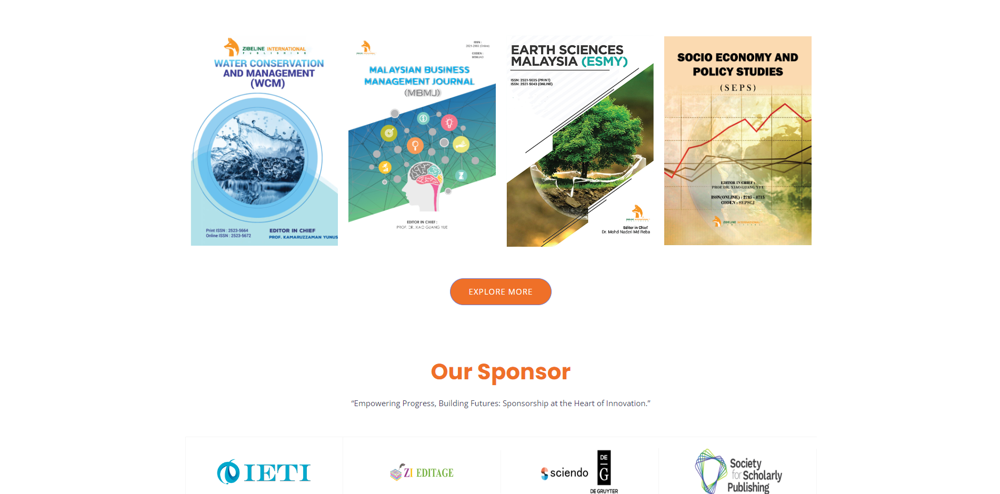 ZIBELINE INTERNATIONAL
PUBLISHING
WATER CONSERVATION
AND MANAGEMENT
(WCM)
Print ISSN : 2523-5664
Online ISSN : 2523-5672
EDITOR IN CHIEF
PROF. KAMARUZZAMAN YUNUS
ISSN :
2521-2983 (Online)
CODEN :
MALAYSIAN BUSINESS
MANAGEMENT JOURNAL
(MBMJ)
EDITOR IN CHIEF :
PROF. DR. XIAO GUANG YUE
EARTH SCIENCES
MALAYSIA (ESMY)
ISSN: 2521-5035 (PRINT)
ISSN: 2521-5043 (ONLINE)
ZIBELINE INTERNATIONAL
Editor in Chief
Dr. Mohd Nadzri Md Reba
SOCIO ECONOMY AND
POLICY STUDIES
(SEPS)
EDITOR IN CHIEF :
PROF. DR. XIAO GUANG YUE
ISSN(ONLINE) : 2785 - 8715
CODEN : SEPSCJ
ZIBELINE INTERNATIONAL
EXPLORE MORE
Our Sponsor
“Empowering Progress, Building Futures: Sponsorship at the Heart of Innovation.”
IETI
ZI EDITAGE
sciendo
DE
G
DE GRUYTER
Society
for Scholarly
Publishing